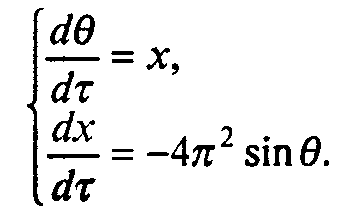 dθ/dτ = x,
dx/dτ = −4π² sin θ.